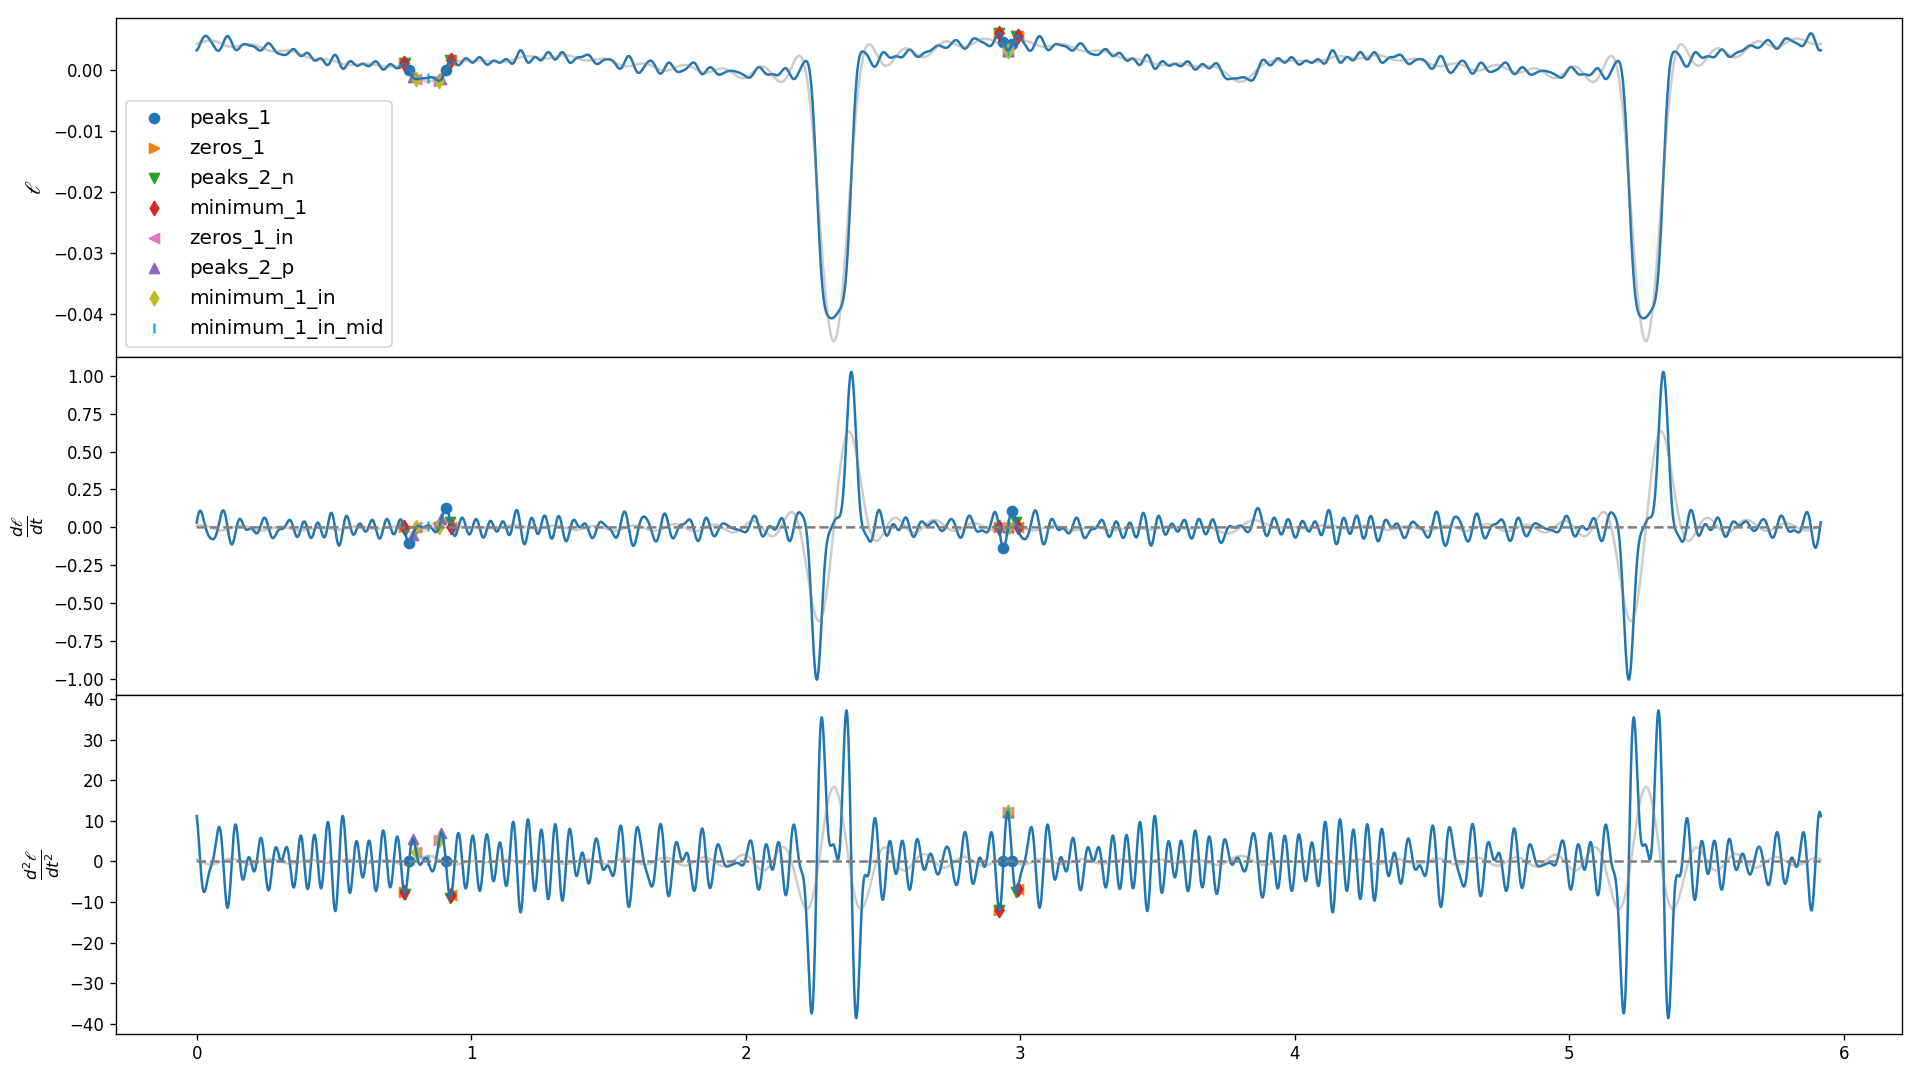 0.00
−0.01
−0.02
−0.03
−0.04
ℓ
peaks_1
zeros_1
peaks_2_n
minimum_1
zeros_1_in
peaks_2_p
minimum_1_in
minimum_1_in_mid
1.00
0.75
0.50
0.25
0.00
−0.25
−0.50
−0.75
−1.00
dℓ
dt
40
30
20
10
0
−10
−20
−30
−40
d²ℓ
dt²
0 1 2 3 4 5 6